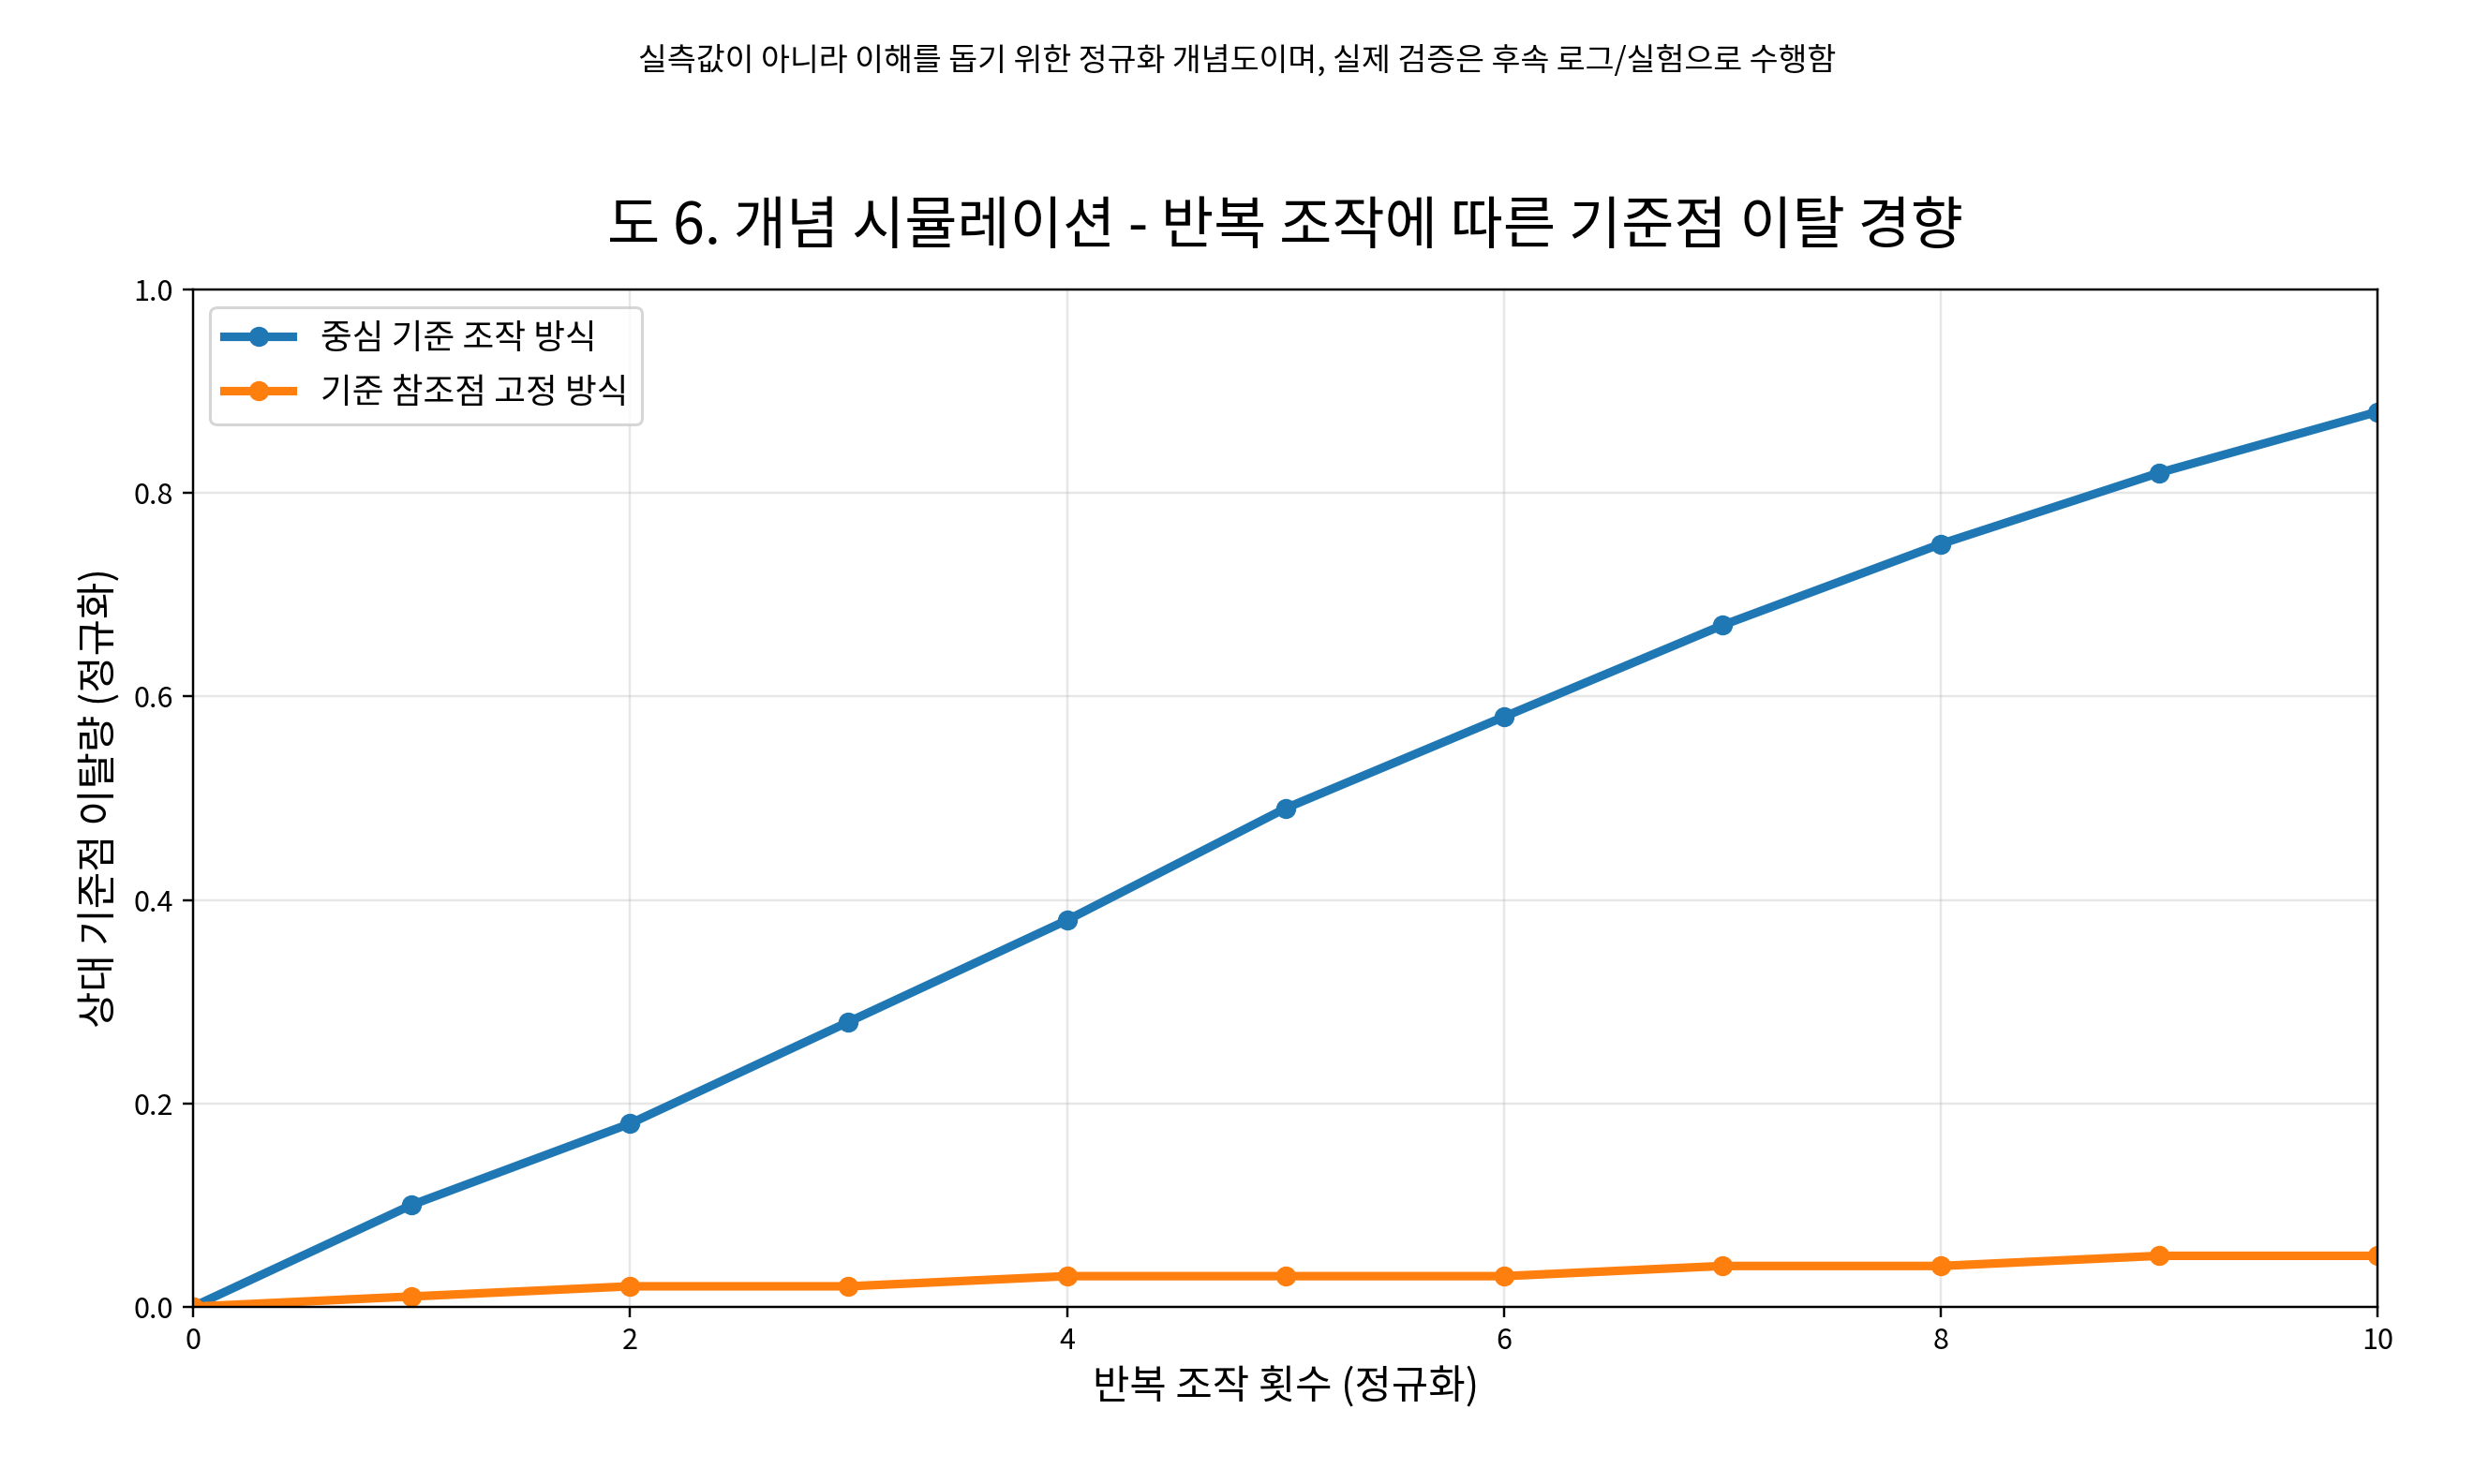 실측값이 아니라 이해를 돕기 위한 정규화 개념도이며, 실제 검증은 후속 로그/실험으로 수행함
도 6. 개념 시뮬레이션 - 반복 조작에 따른 기준점 이탈 경향
중심 기준 조작 방식
기준 참조점 고정 방식
상대 기준점 이탈량 (정규화)
1.0
0.8
0.6
0.4
0.2
0.0
0 2 4 6 8 10
반복 조작 횟수 (정규화)